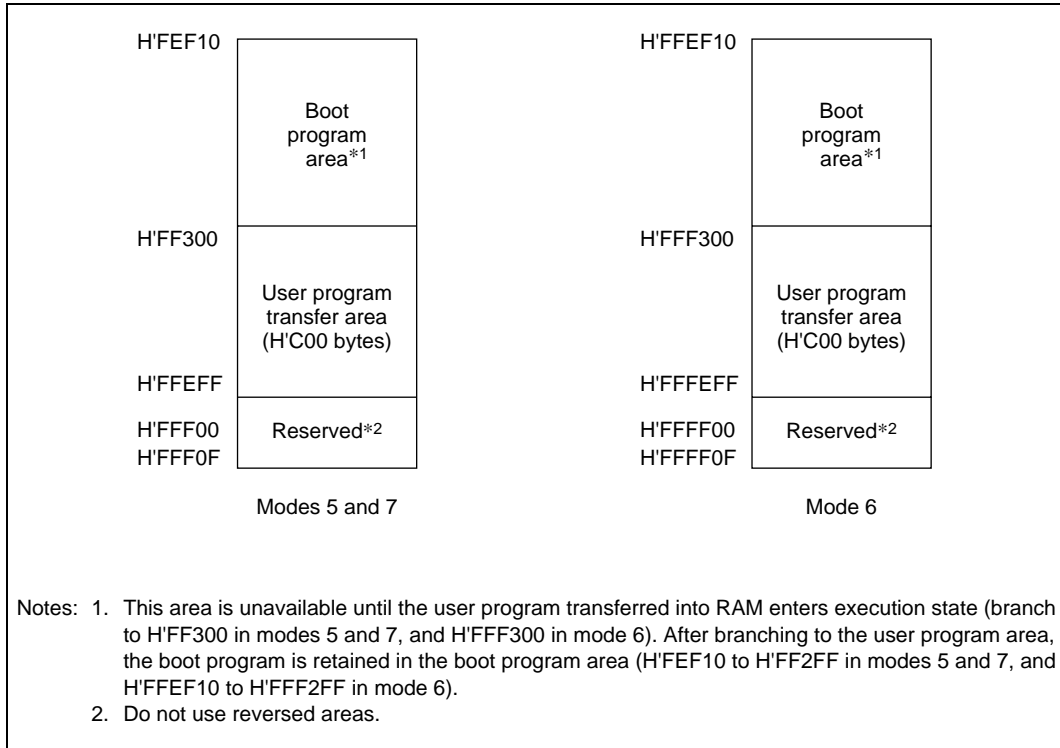 H'FEF10
Boot
program
area*1
H'FF300
User program
transfer area
(H'C00 bytes)
H'FFEFF
H'FFF00
Reserved*2
H'FFF0F
Modes 5 and 7
H'FFEF10
Boot
program
area*1
H'FFF300
User program
transfer area
(H'C00 bytes)
H'FFFEFF
H'FFFF00
Reserved*2
H'FFFF0F
Mode 6
Notes: 1. This area is unavailable until the user program transferred into RAM enters execution state (branch
to H'FF300 in modes 5 and 7, and H'FFF300 in mode 6). After branching to the user program area,
the boot program is retained in the boot program area (H'FEF10 to H'FF2FF in modes 5 and 7, and
H'FFEF10 to H'FFF2FF in mode 6).
2. Do not use reversed areas.